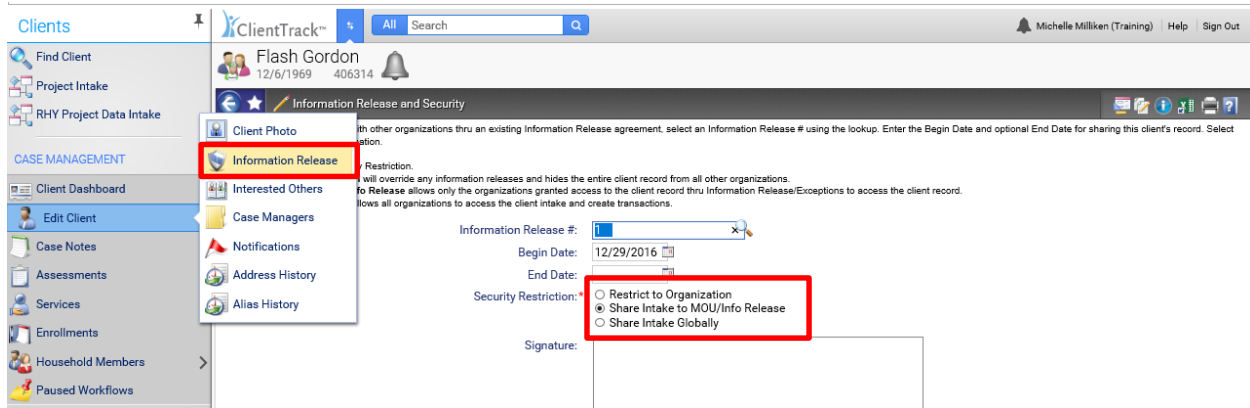 Clients
ClientTrack™
All
Search
Michelle Milliken (Training)
Help
Sign Out
Find Client
Project Intake
RHY Project Data Intake
CASE MANAGEMENT
Client Dashboard
Edit Client
Case Notes
Assessments
Services
Enrollments
Household Members
Paused Workflows
Flash Gordon
12/6/1969 406314
Information Release and Security
Client Photo
Information Release
Interested Others
Case Managers
Notifications
Address History
Alias History
ith other organizations thru an existing Information Release agreement, select an Information Release # using the lookup. Enter the Begin Date and optional End Date for sharing this client's record. Select
ation.
y Restriction.
will override any information releases and hides the entire client record from all other organizations.
fo Release allows only the organizations granted access to the client record thru Information Release/Exceptions to access the client record.
llows all organizations to access the client intake and create transactions.
Information Release #: 1
Begin Date: 12/29/2016
End Date:
Security Restriction:*
Restrict to Organization
Share Intake to MOU/Info Release
Share Intake Globally
Signature: